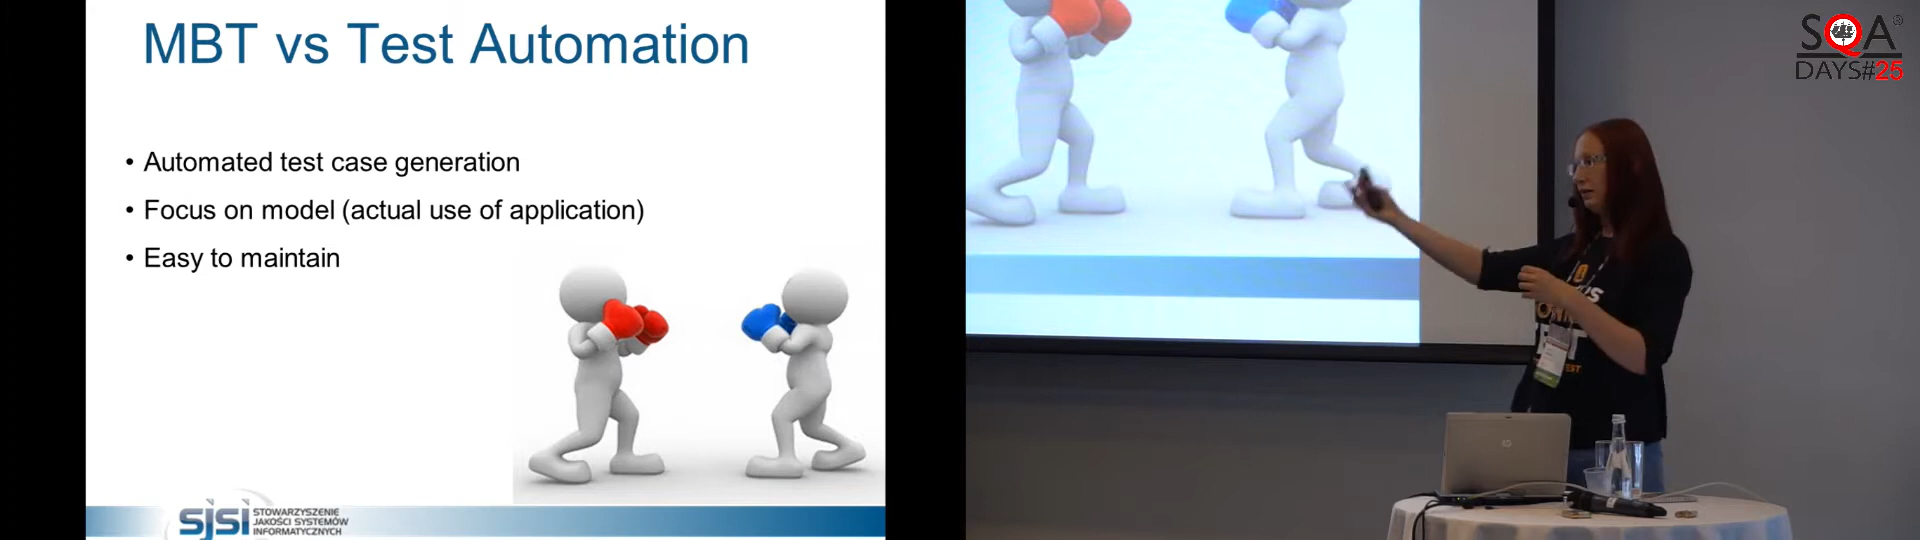 MBT vs Test Automation
• Automated test case generation
• Focus on model (actual use of application)
• Easy to maintain
sjsi
STOWARZYSZENIE
JAKOŚCI SYSTEMÓW
INFORMATYCZNYCH
SQA®
DAYS#25
hp